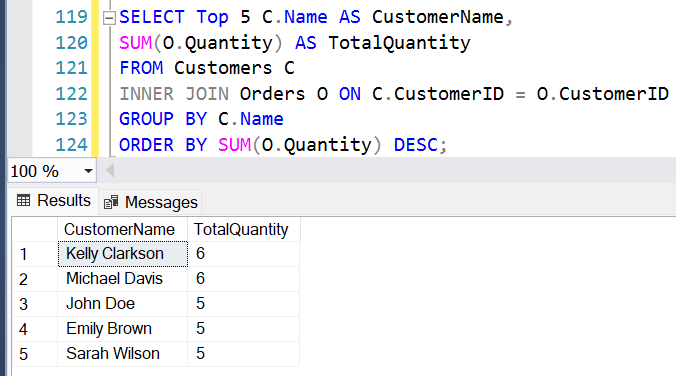 119 SELECT Top 5 C.Name AS CustomerName,
120 SUM(O.Quantity) AS TotalQuantity
121 FROM Customers C
122 INNER JOIN Orders O ON C.CustomerID = O.CustomerID
123 GROUP BY C.Name
124 ORDER BY SUM(O.Quantity) DESC;
100 %
Results Messages
CustomerName TotalQuantity
1 Kelly Clarkson 6
2 Michael Davis 6
3 John Doe 5
4 Emily Brown 5
5 Sarah Wilson 5